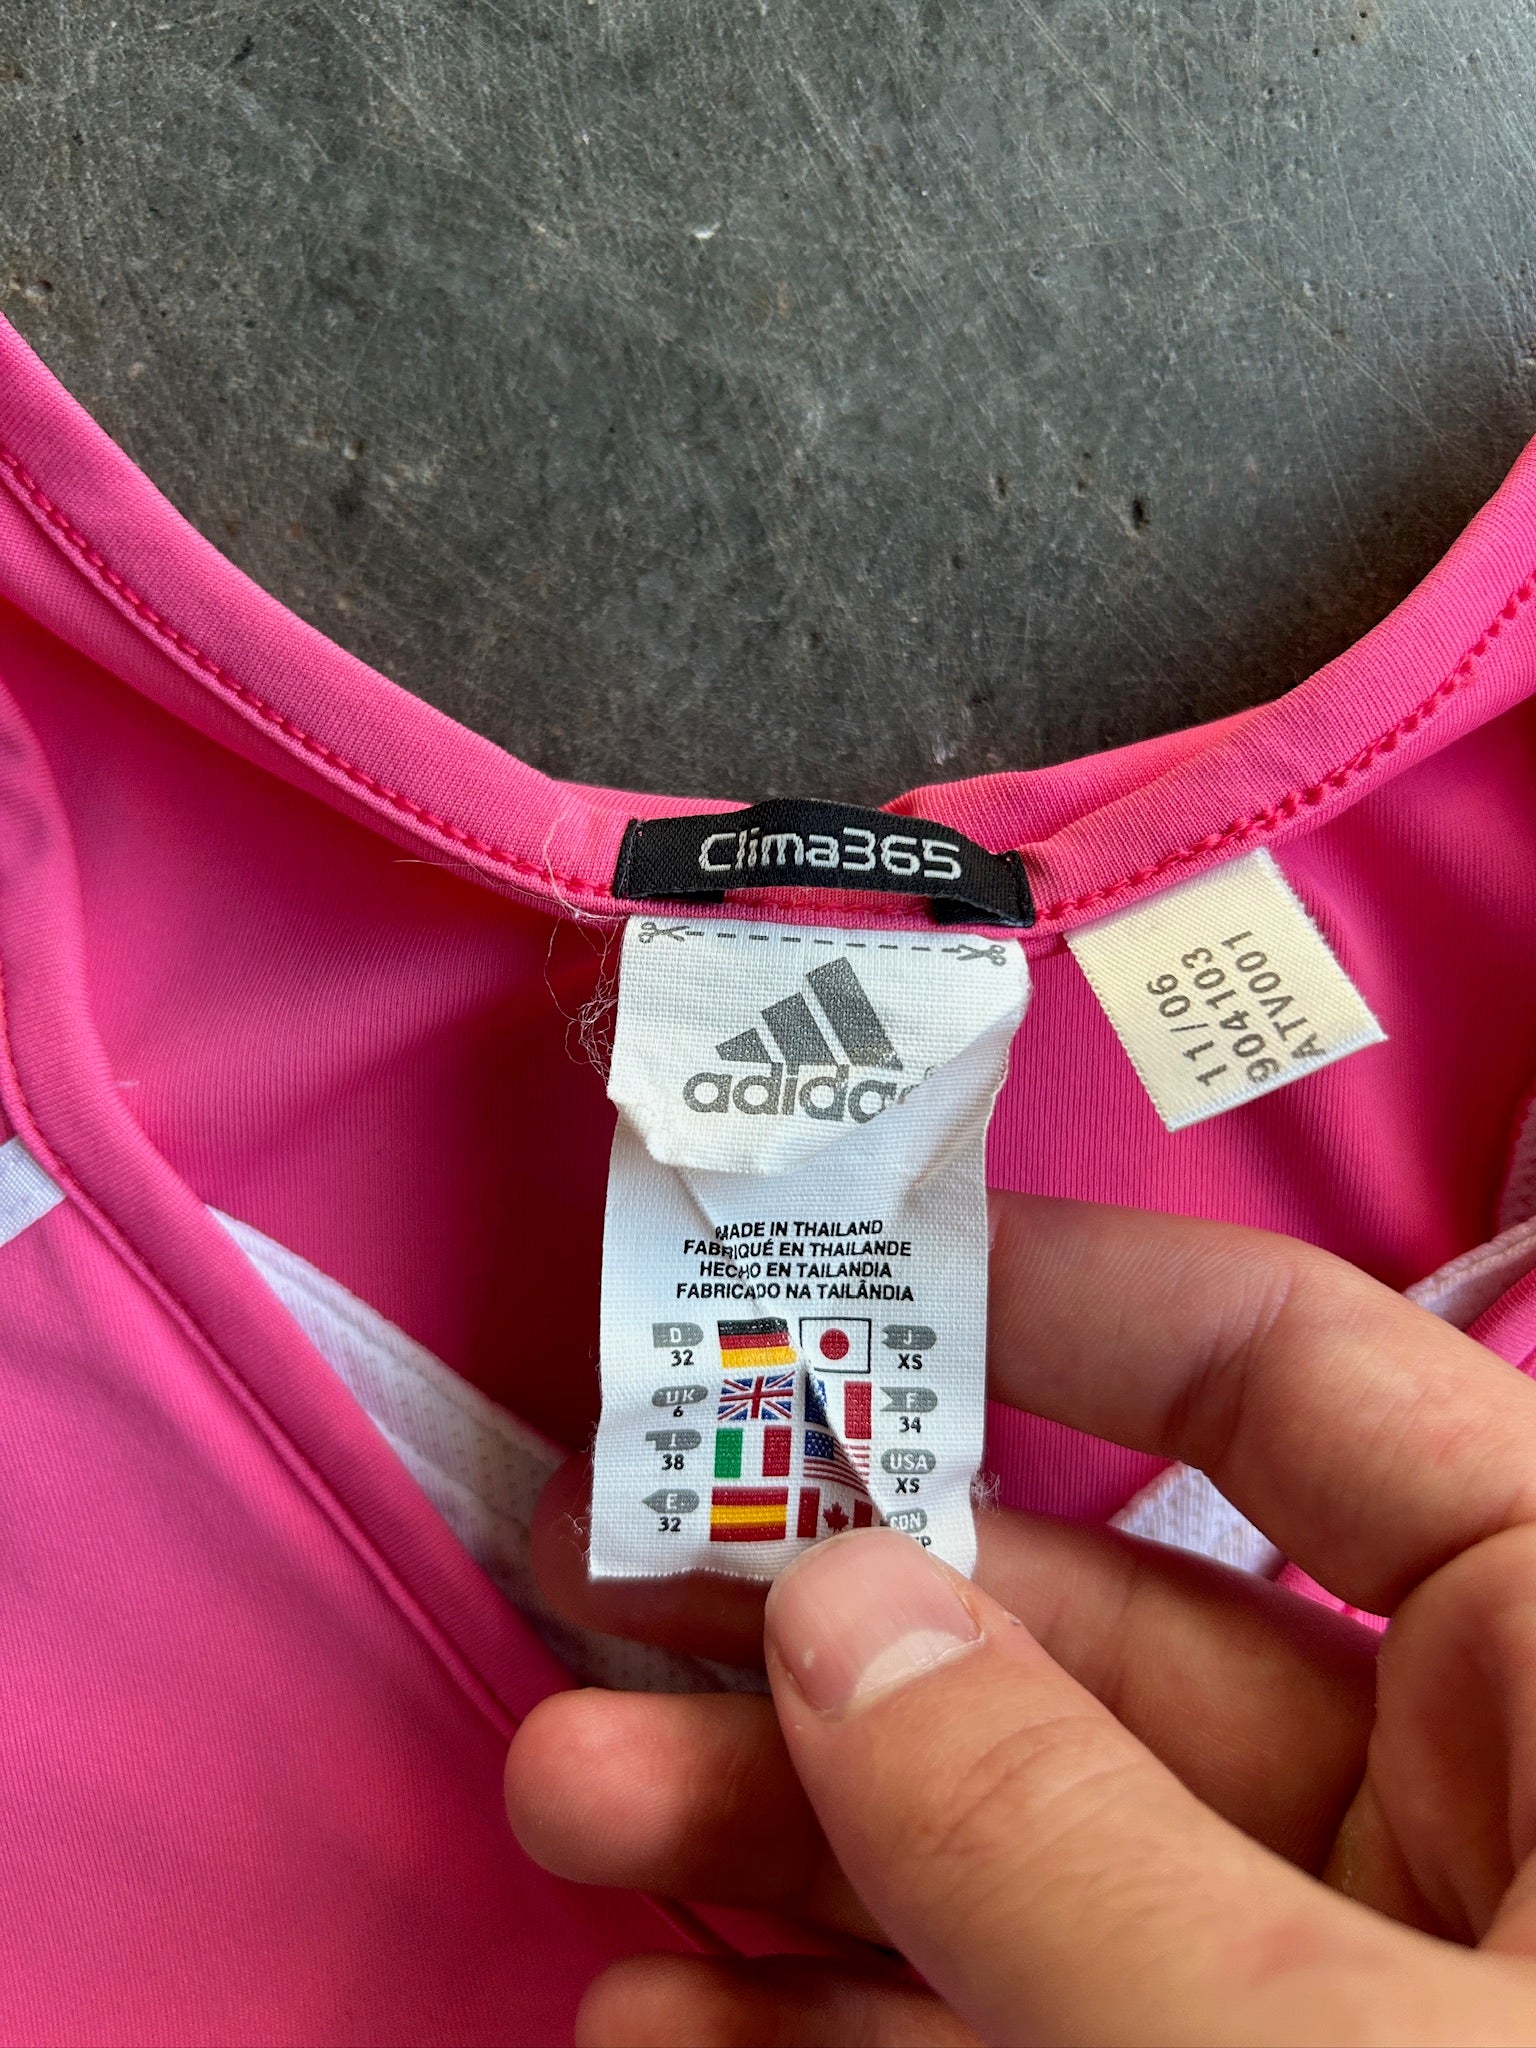 Clima365
adidas
MADE IN THAILAND
FABRIQUÉ EN THAILANDE
HECHO EN TAILANDIA
FABRICADO NA TAILÂNDIA
D J
32 XS
UK F
6 34
I USA
38 XS
E CDN
32
11/06
904103
ATV001